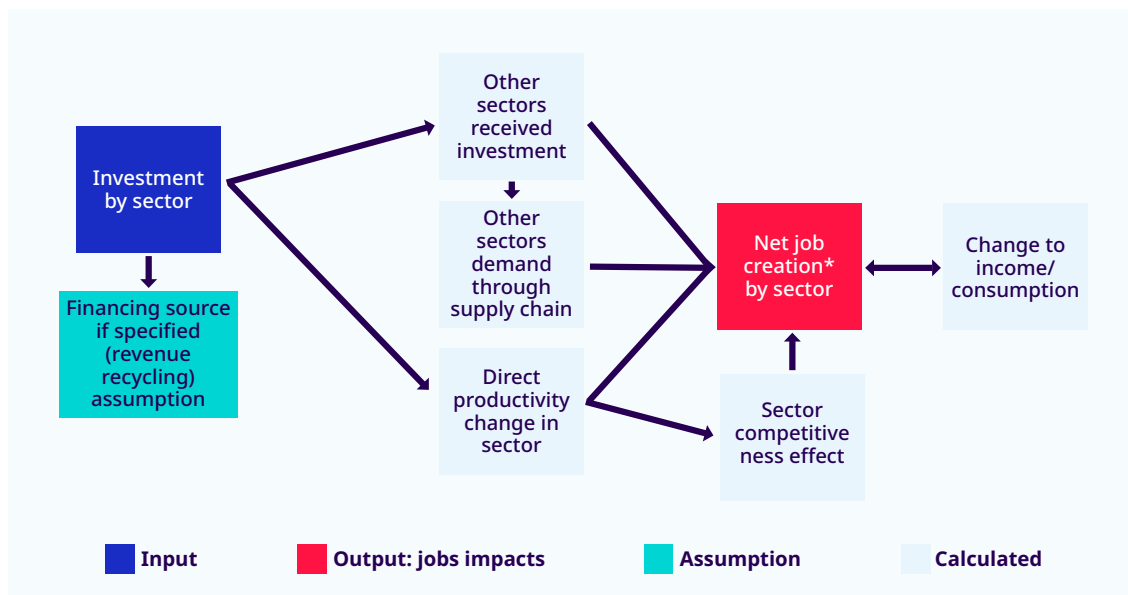 Investment
by sector
Financing source
if specified
(revenue
recycling)
assumption
Other
sectors
received
investment
Other
sectors
demand
through
supply chain
Direct
productivity
change in
sector
Net job
creation*
by sector
Sector
competitive
ness effect
Change to
income/
consumption
Input
Output: jobs impacts
Assumption
Calculated